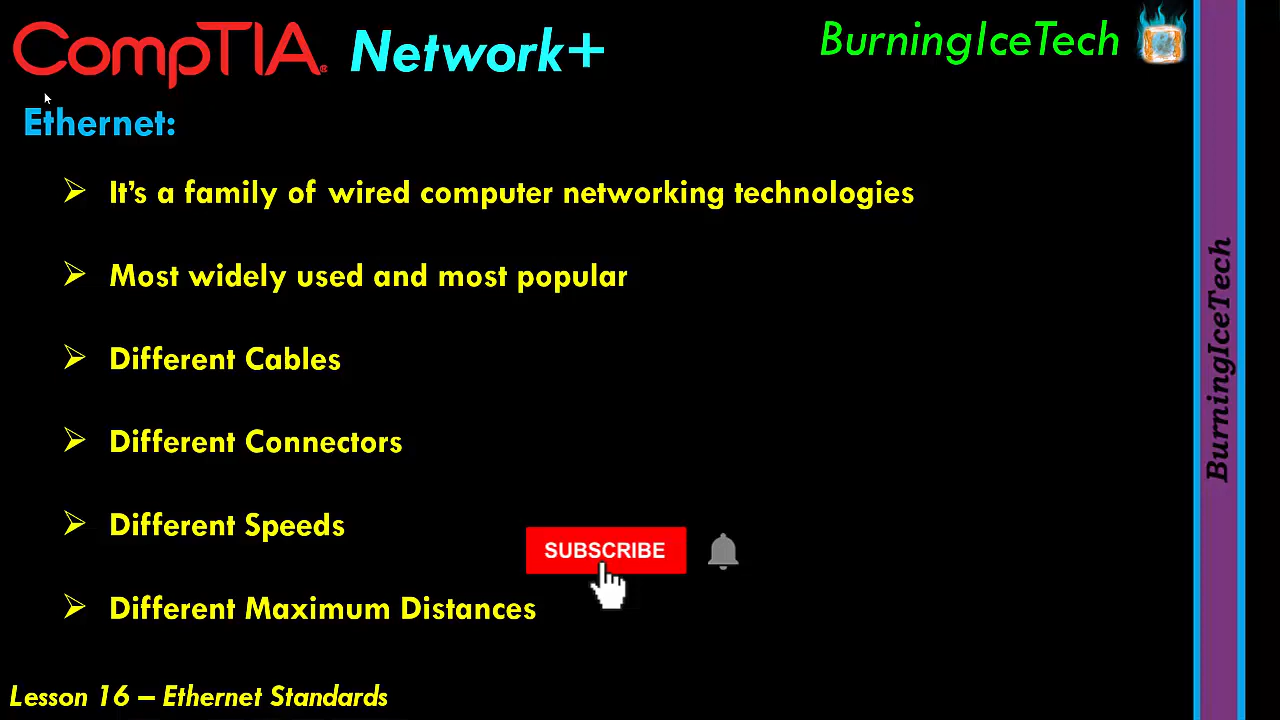 CompTIA® Network+
BurningIceTech
Ethernet:
It's a family of wired computer networking technologies
Most widely used and most popular
Different Cables
Different Connectors
Different Speeds
SUBSCRIBE
Different Maximum Distances
Lesson 16 – Ethernet Standards
BurningIceTech